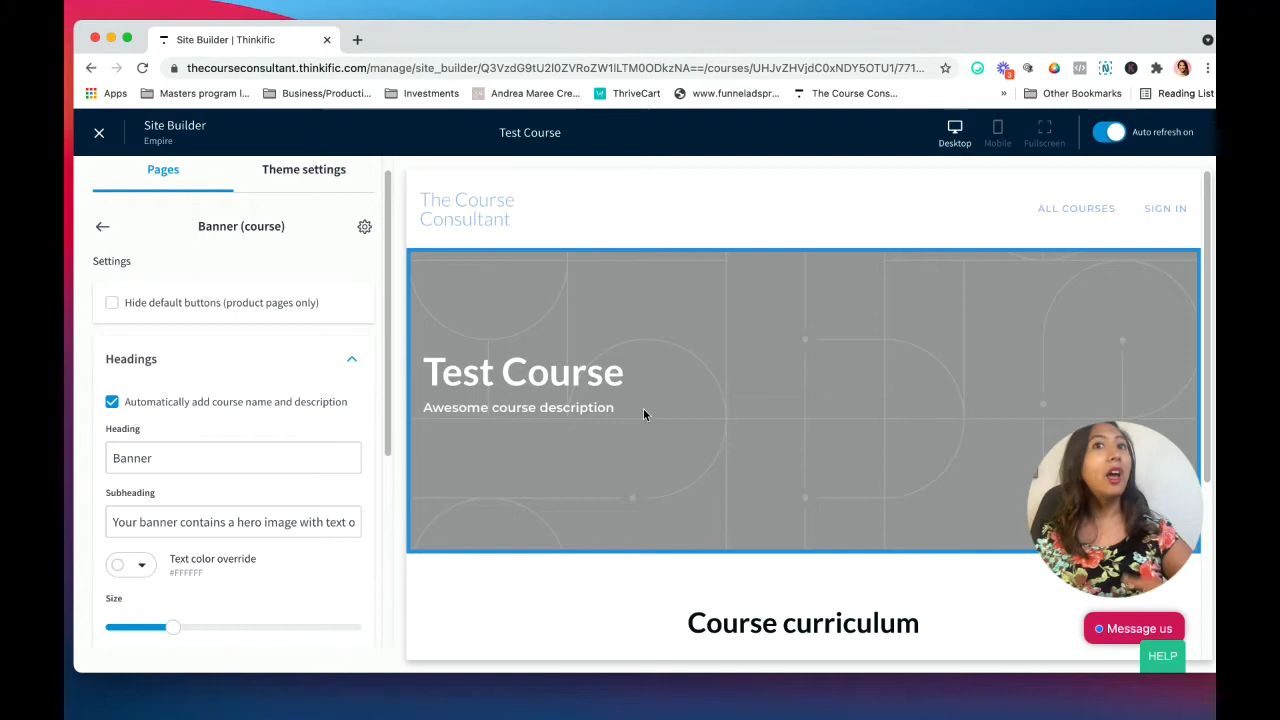 Site Builder | Thinkific
thecourseconsultant.thinkific.com/manage/site_builder/Q3VzdG9tU2l0ZVRoZW1lLTM0ODkzNA==/courses/UHJvZHVjdC0xNDY5OTU1/771...
3
Apps
Masters program l...
Business/Producti...
Investments
Andrea Maree Cre...
ThriveCart
www.funneladspr...
The Course Cons...
»
Other Bookmarks
Reading List
Site Builder
Empire
Test Course
Desktop
Mobile
Fullscreen
Auto refresh on
Pages
Theme settings
Banner (course)
Settings
Hide default buttons (product pages only)
Headings
Automatically add course name and description
Heading
Banner
Subheading
Your banner contains a hero image with text o
Text color override
#FFFFFF
Size
The Course
Consultant
ALL COURSES
SIGN IN
Test Course
Awesome course description
Course curriculum
Message us
HELP